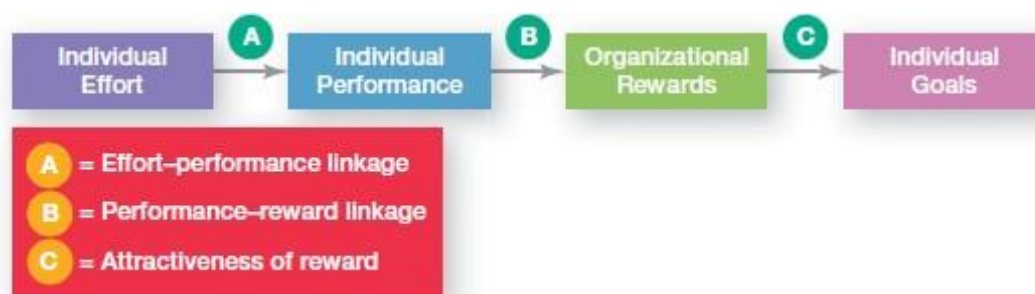 A
B
C
Individual
Effort
Individual
Performance
Organizational
Rewards
Individual
Goals
A = Effort–performance linkage
B = Performance–reward linkage
C = Attractiveness of reward